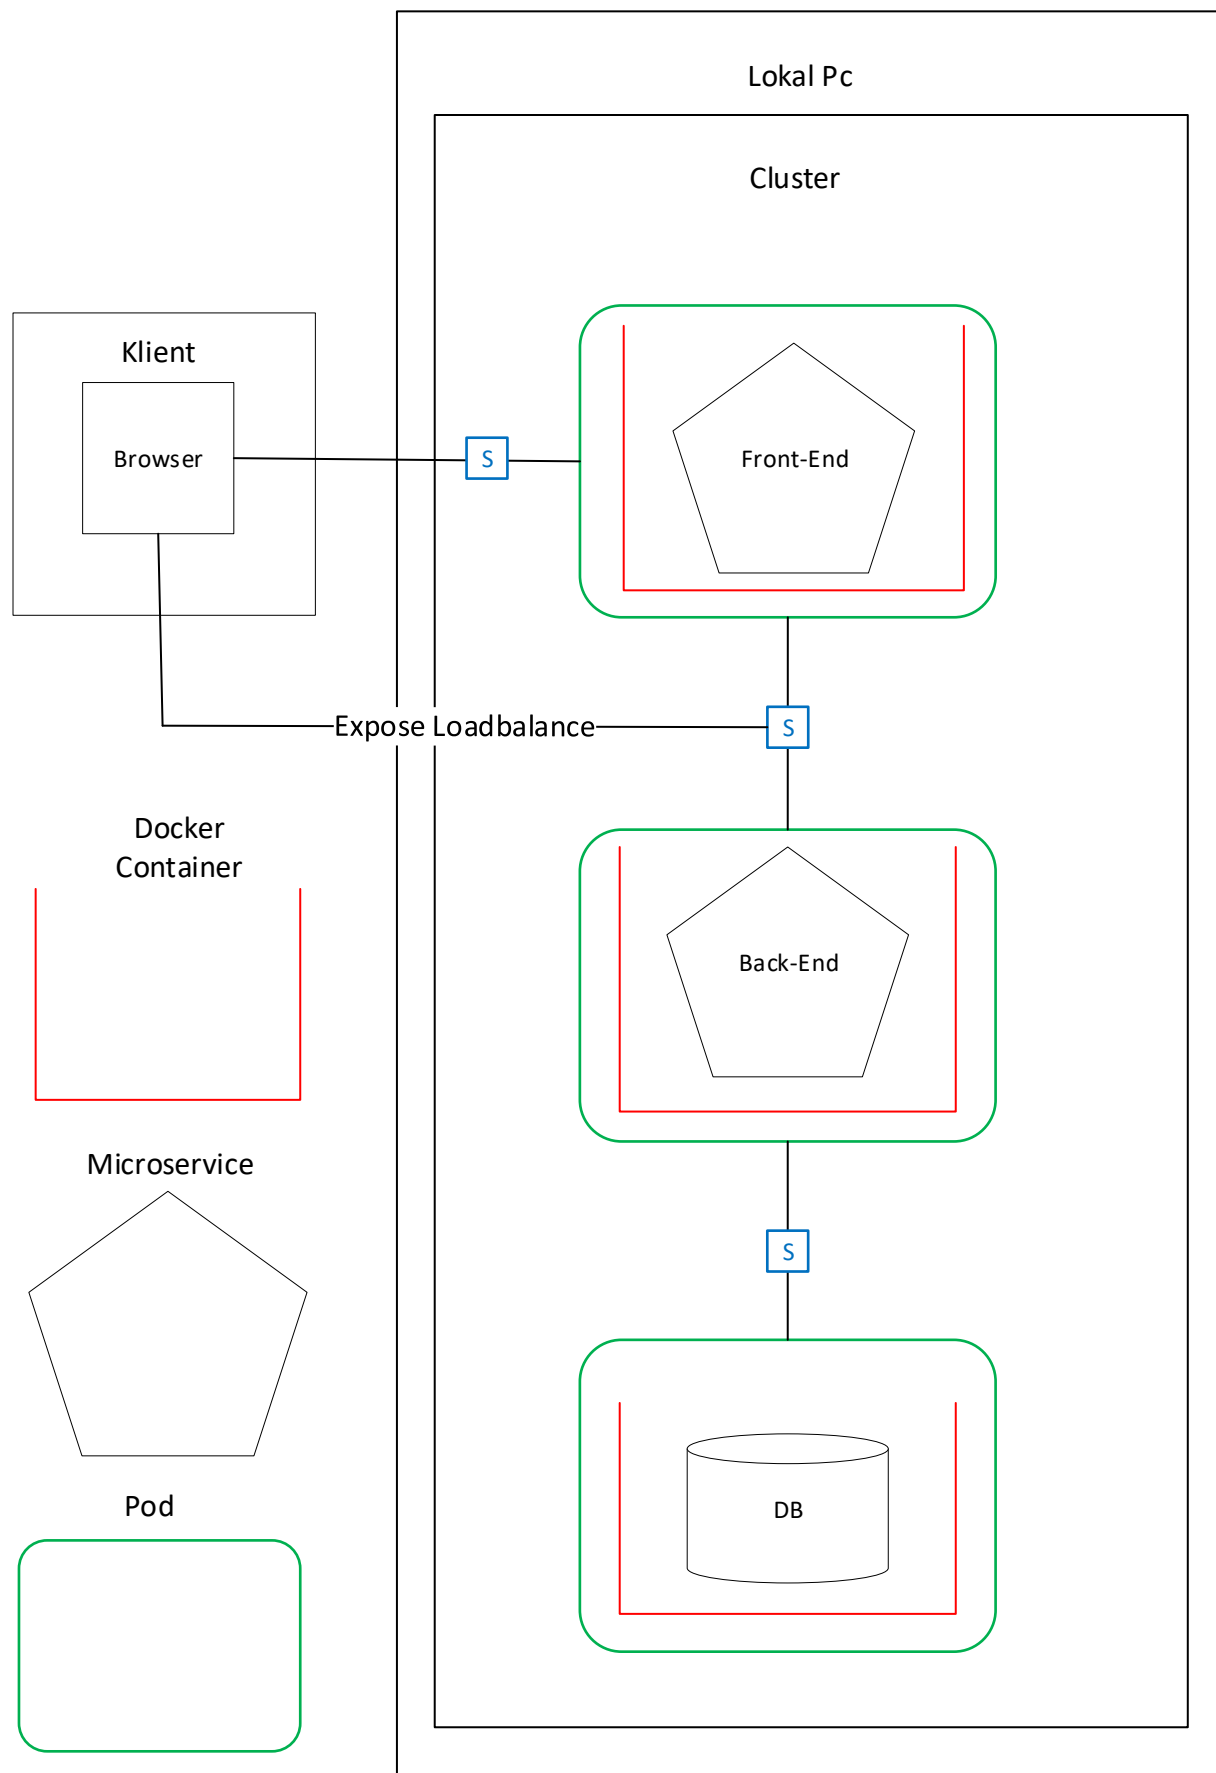 Lokal Pc
Cluster
Klient
Browser
S
Front-End
Expose Loadbalance
S
Docker
Container
Back-End
Microservice
S
Pod
DB